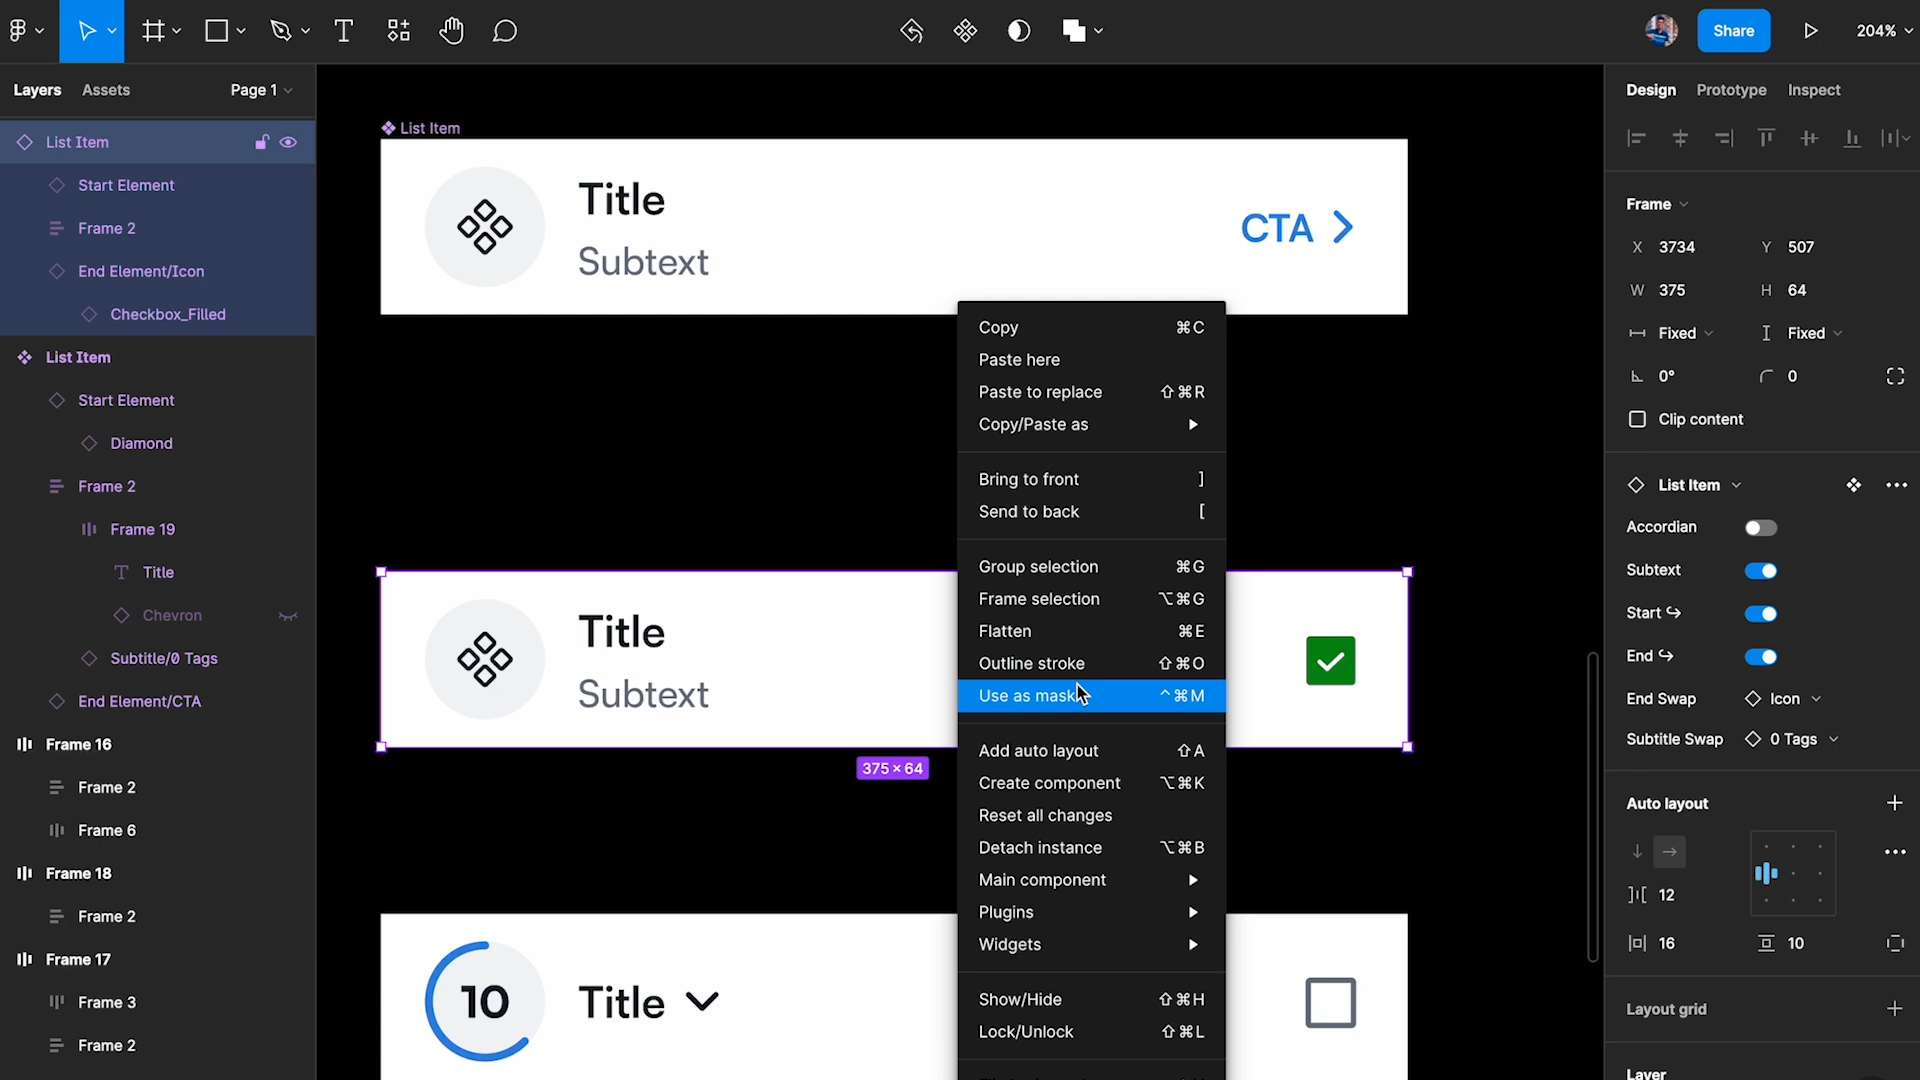 Share
204%
Layers
Assets
Page 1
List Item
Start Element
Frame 2
End Element/Icon
Checkbox_Filled
List Item
Start Element
Diamond
Frame 2
Frame 19
Title
Chevron
Subtitle/0 Tags
End Element/CTA
Frame 16
Frame 2
Frame 6
Frame 18
Frame 2
Frame 17
Frame 3
Frame 2
List Item
Title
Subtext
CTA
Title
Subtext
375 × 64
10
Title
Copy ⌘C
Paste here
Paste to replace ⇧⌘R
Copy/Paste as
Bring to front ]
Send to back [
Group selection ⌘G
Frame selection ⌥⌘G
Flatten ⌘E
Outline stroke ⇧⌘O
Use as mask ^⌘M
Add auto layout ⇧A
Create component ⌥⌘K
Reset all changes
Detach instance ⌥⌘B
Main component
Plugins
Widgets
Show/Hide ⇧⌘H
Lock/Unlock ⇧⌘L
Design Prototype Inspect
Frame
X 3734 Y 507
W 375 H 64
Fixed Fixed
0° 0
Clip content
List Item
Accordian
Subtext
Start ↪
End ↪
End Swap Icon
Subtitle Swap 0 Tags
Auto layout
12
16 10
Layout grid
Layer